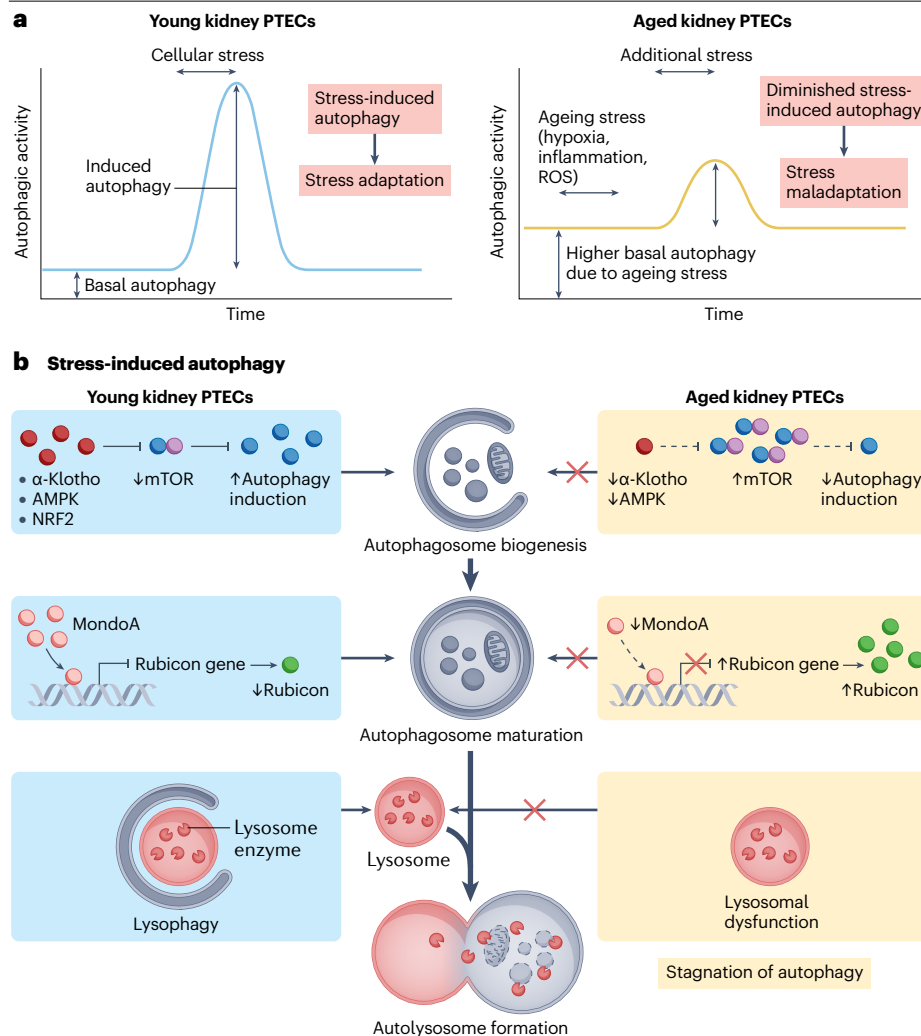 a
Young kidney PTECs
Cellular stress
Autophagic activity
Induced
autophagy
Stress-induced
autophagy
Stress adaptation
Basal autophagy
Time
Aged kidney PTECs
Additional stress
Autophagic activity
Ageing stress
(hypoxia,
inflammation,
ROS)
Diminished stress-
induced autophagy
Stress
maladaptation
Higher basal autophagy
due to ageing stress
Time
b Stress-induced autophagy
Young kidney PTECs
Aged kidney PTECs
• α-Klotho
• AMPK
• NRF2
↓mTOR
↑Autophagy
induction
Autophagosome biogenesis
↓α-Klotho
↓AMPK
↑mTOR
↓Autophagy
induction
MondoA
Rubicon gene
↓Rubicon
Autophagosome maturation
↓MondoA
↑Rubicon gene
↑Rubicon
Lysosome
enzyme
Lysophagy
Lysosome
Lysosomal
dysfunction
Stagnation of autophagy
Autolysosome formation